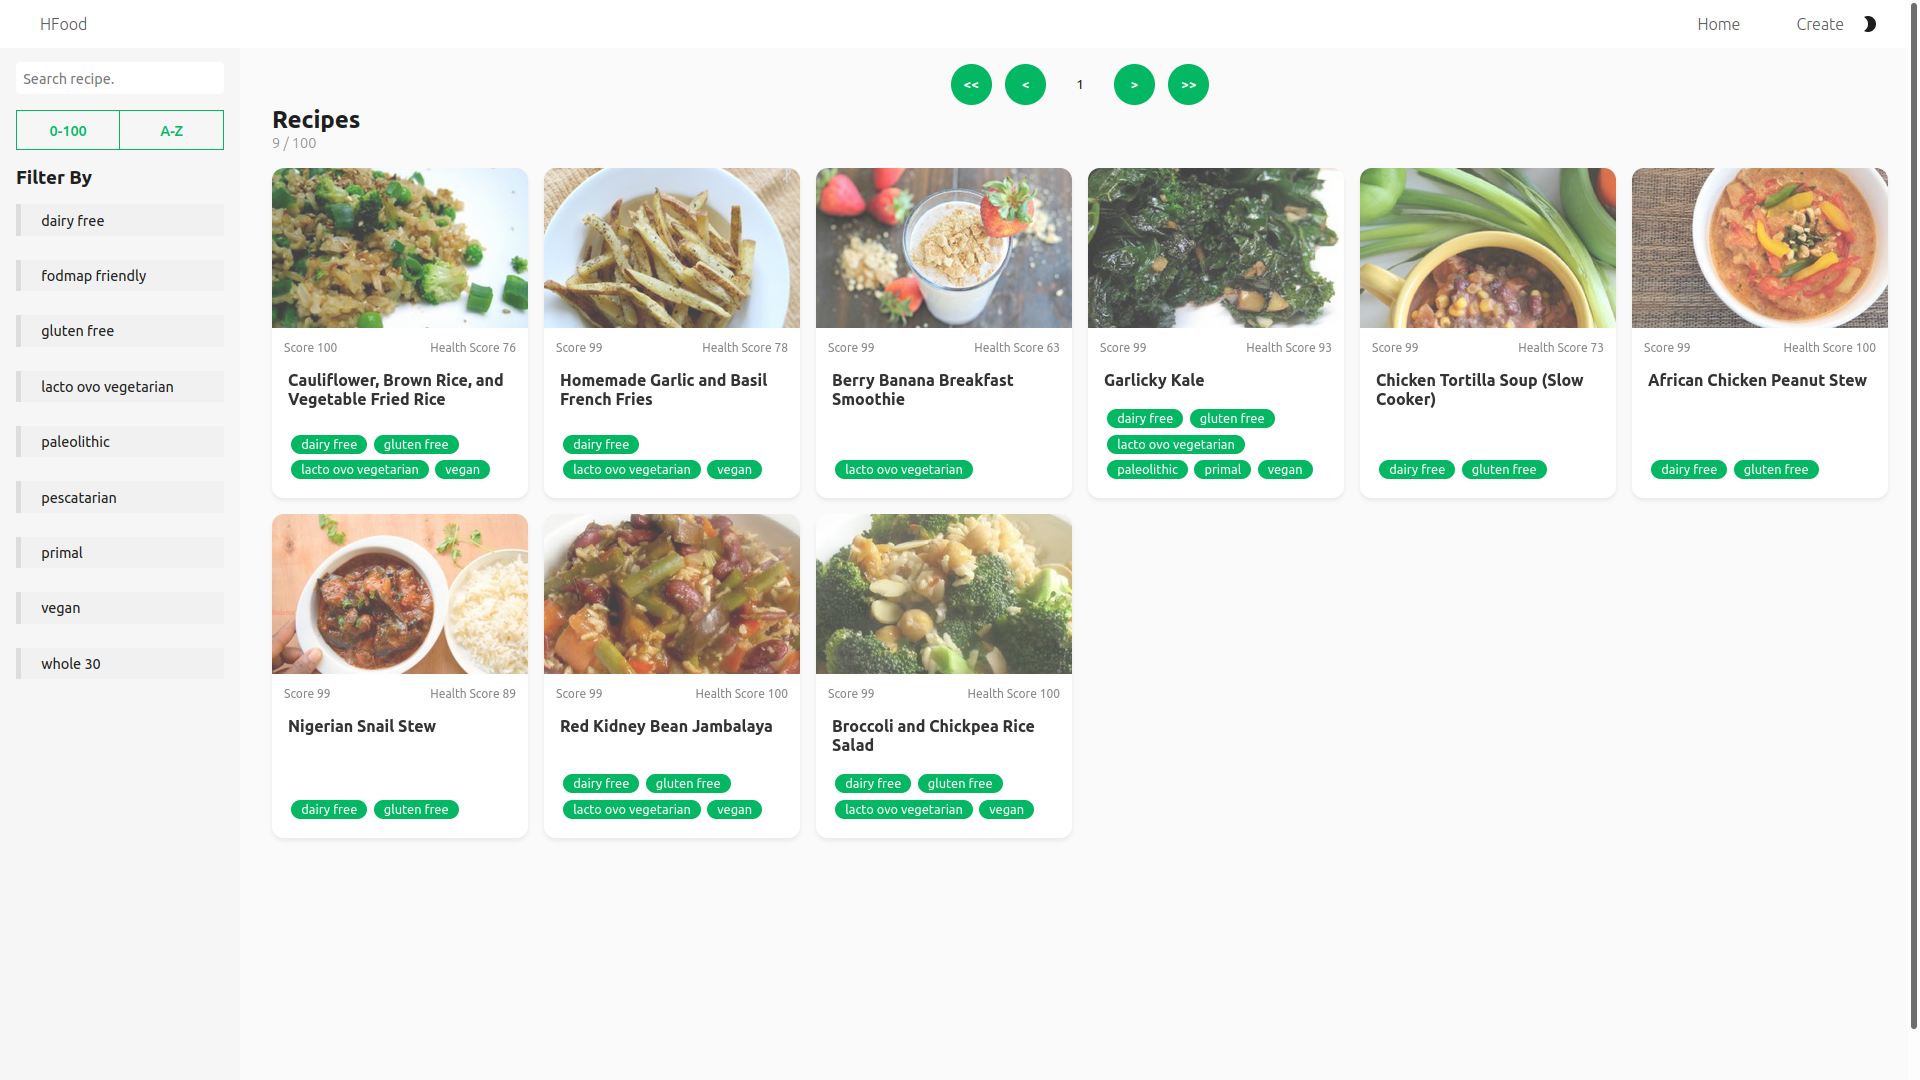 HFood
Home
Create
Search recipe.
0-100
A-Z
Filter By
dairy free
fodmap friendly
gluten free
lacto ovo vegetarian
paleolithic
pescatarian
primal
vegan
whole 30
<< < 1 > >>
Recipes
9 / 100
Score 100
Health Score 76
Cauliflower, Brown Rice, and
Vegetable Fried Rice
dairy free
gluten free
lacto ovo vegetarian
vegan
Score 99
Health Score 78
Homemade Garlic and Basil
French Fries
dairy free
lacto ovo vegetarian
vegan
Score 99
Health Score 63
Berry Banana Breakfast
Smoothie
lacto ovo vegetarian
Score 99
Health Score 93
Garlicky Kale
dairy free
gluten free
lacto ovo vegetarian
paleolithic
primal
vegan
Score 99
Health Score 73
Chicken Tortilla Soup (Slow
Cooker)
dairy free
gluten free
Score 99
Health Score 100
African Chicken Peanut Stew
dairy free
gluten free
Score 99
Health Score 89
Nigerian Snail Stew
dairy free
gluten free
Score 99
Health Score 100
Red Kidney Bean Jambalaya
dairy free
gluten free
lacto ovo vegetarian
vegan
Score 99
Health Score 100
Broccoli and Chickpea Rice
Salad
dairy free
gluten free
lacto ovo vegetarian
vegan